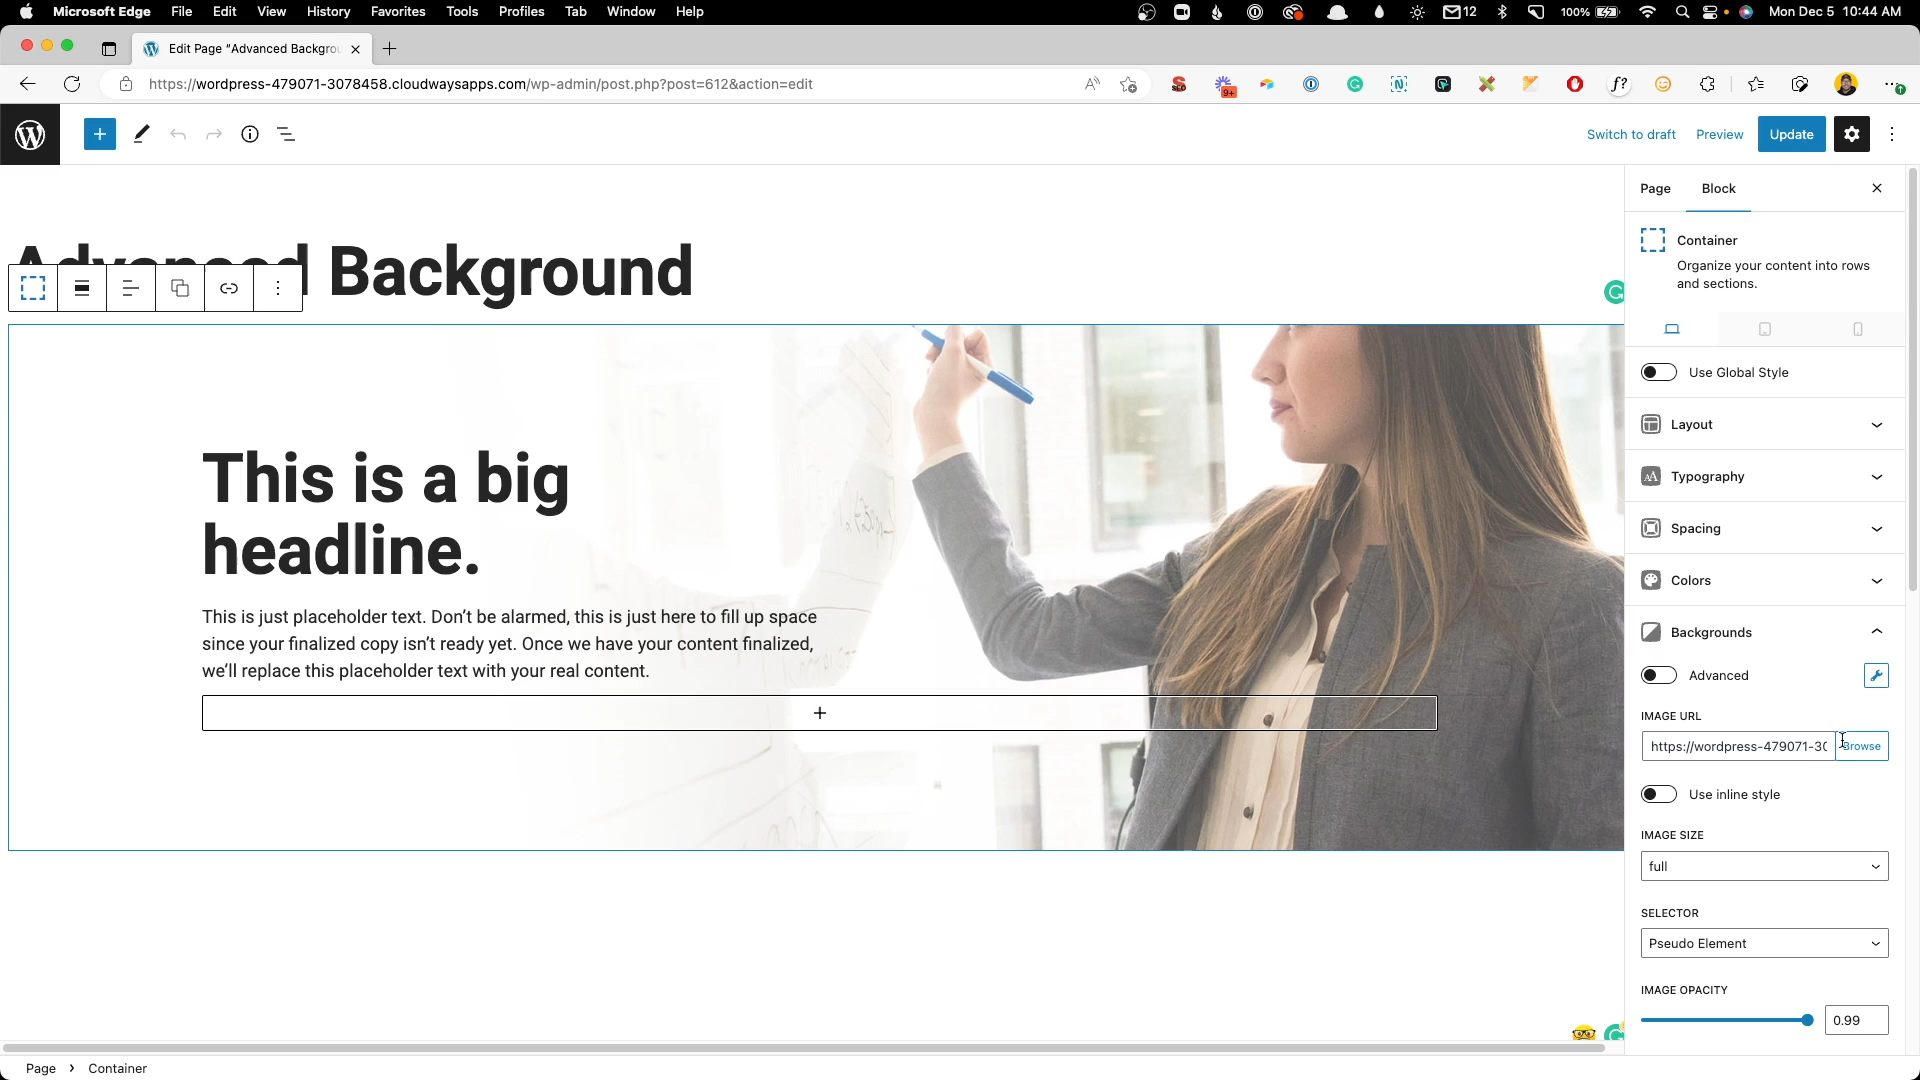 Microsoft Edge File Edit View History Favorites Tools Profiles Tab Window Help 12 100% Mon Dec 5 10:44 AM
Edit Page "Advanced Backgrou
https://wordpress-479071-3078458.cloudwaysapps.com/wp-admin/post.php?post=612&action=edit
9+
f?
Switch to draft Preview Update
Page Block
Advanced Background
Container
Organize your content into rows
and sections.
Use Global Style
Layout
Typography
Spacing
Colors
Backgrounds
Advanced
IMAGE URL
https://wordpress-479071-30 Browse
Use inline style
IMAGE SIZE
full
SELECTOR
Pseudo Element
IMAGE OPACITY
0.99
This is a big
headline.
This is just placeholder text. Don't be alarmed, this is just here to fill up space
since your finalized copy isn't ready yet. Once we have your content finalized,
we'll replace this placeholder text with your real content.
Page › Container